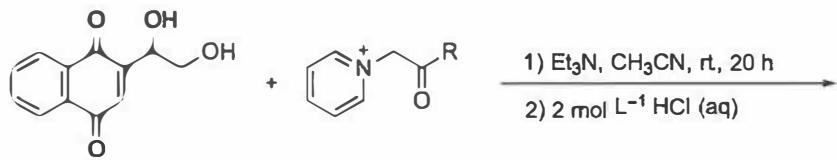 O OH
OH
O
+
N+
R
O
1) Et₃N, CH₃CN, rt, 20 h
2) 2 mol L⁻¹ HCl (aq)